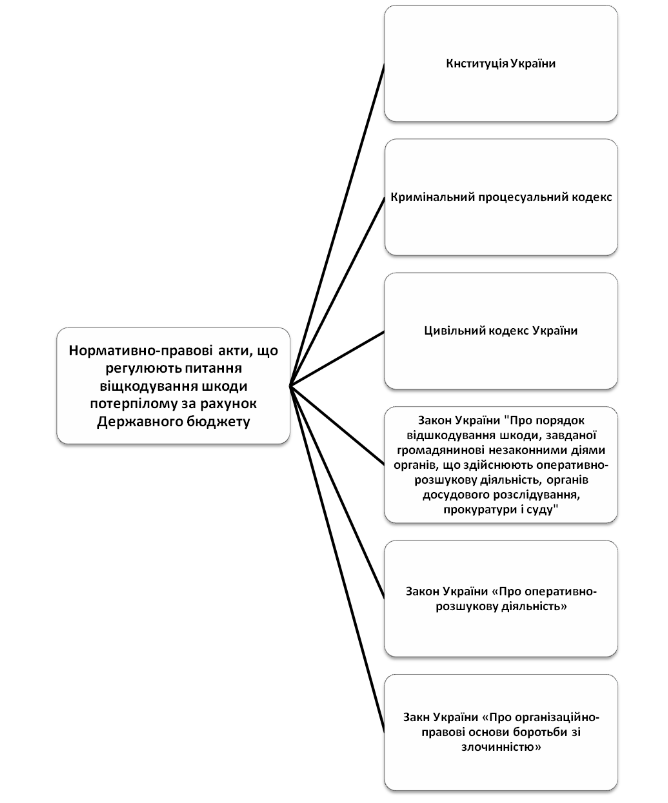 Кнституція України
Кримінальний процесуальний кодекс
Цивільний кодекс України
Нормативно-правові акти, що
регулюють питання
віщкодування шкоди
потерпілому за рахунок
Державного бюджету
Закон України "Про порядок
відшкодування шкоди, завданої
громадянинові незаконними діями
органів, що здійснюють оперативно-
розшукову діяльність, органів
досудового розслідування,
прокуратури і суду"
Закон України «Про оперативно-
розшукову діяльність»
Закн України «Про організаційно-
правові основи боротьби зі
злочинністю»